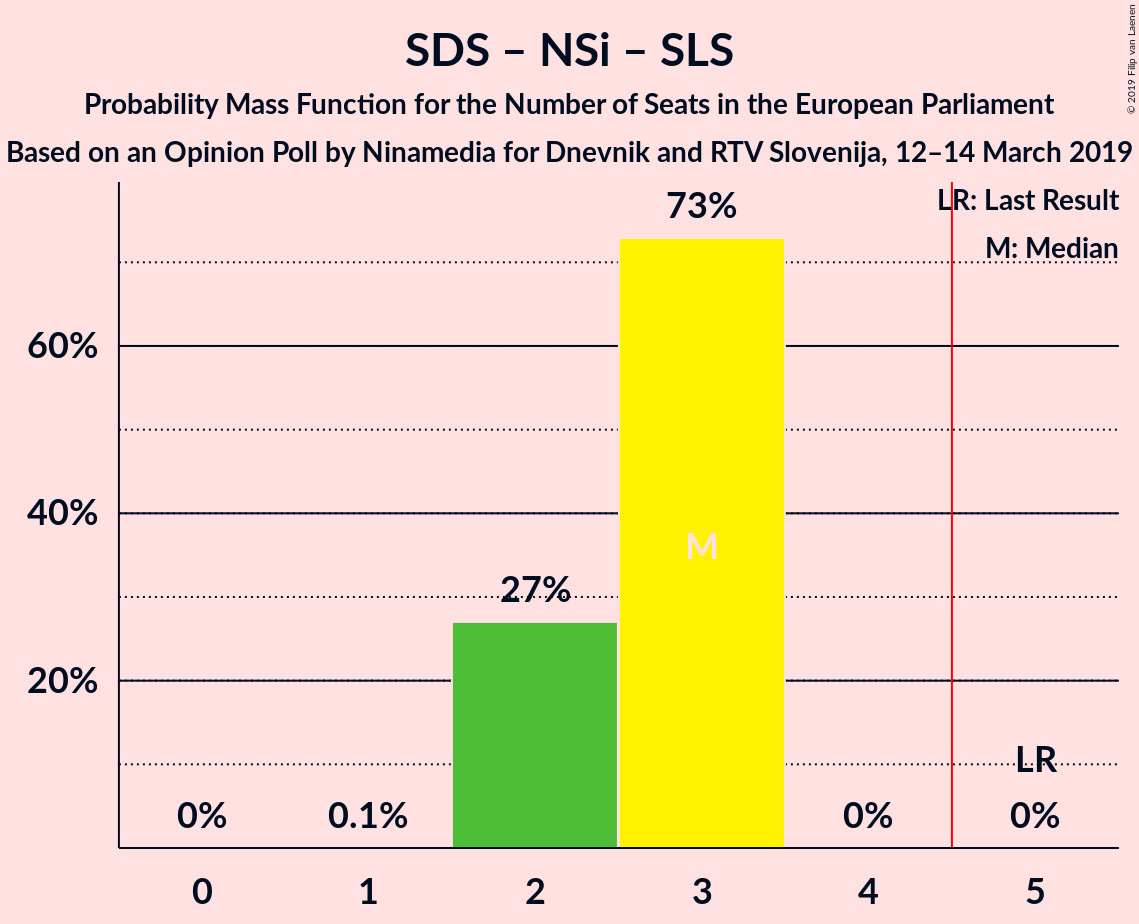 SDS – NSi – SLS
Probability Mass Function for the Number of Seats in the European Parliament
Based on an Opinion Poll by Ninamedia for Dnevnik and RTV Slovenija, 12–14 March 2019
© 2019 Filip van Laenen
LR: Last Result
M: Median
73%
60%
40%
M
27%
20%
LR
0%
0.1%
0%
0%
0
1
2
3
4
5